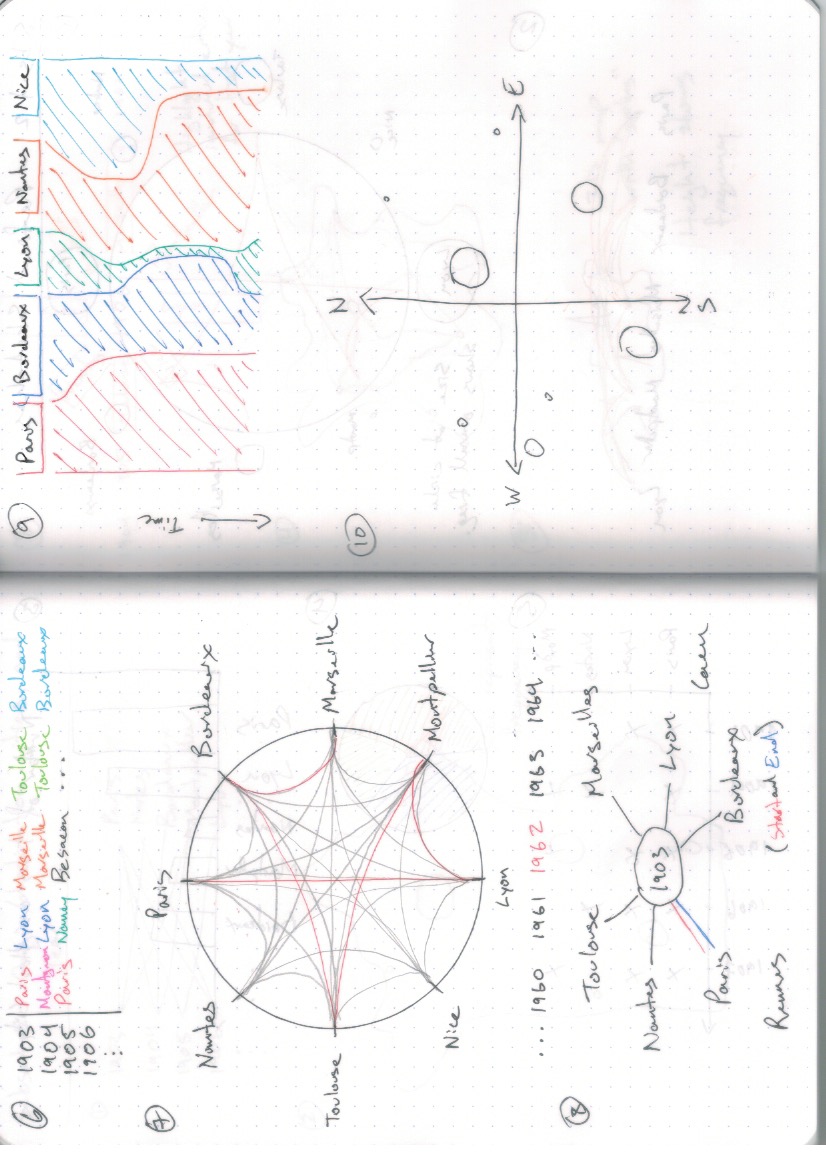 6 1903 Paris Lyon Marseille Toulouse Bordeaux
1904 Lyon Marseille Toulouse Bordeaux
1905 Paris Nancy ...
1906
:
7
Paris
Nantes Bordeaux
Toulouse Marseille
Nice Montpellier
Lyon
... 1960 1961 1962 1963 1964 ...
8
Toulouse Marseilles
Nantes 1903 Lyon
Paris Bordeaux Caen
Rennes (Start and End)
9 Paris Bordeaux Lyon Nantes Nice
Time
10
N
W E
S